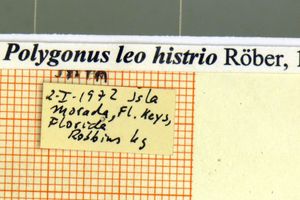 Polygonus leo histrio Röber, 1
2-I-1972 Isla
Morada, Fl. Keys,
Florida
Robbins leg